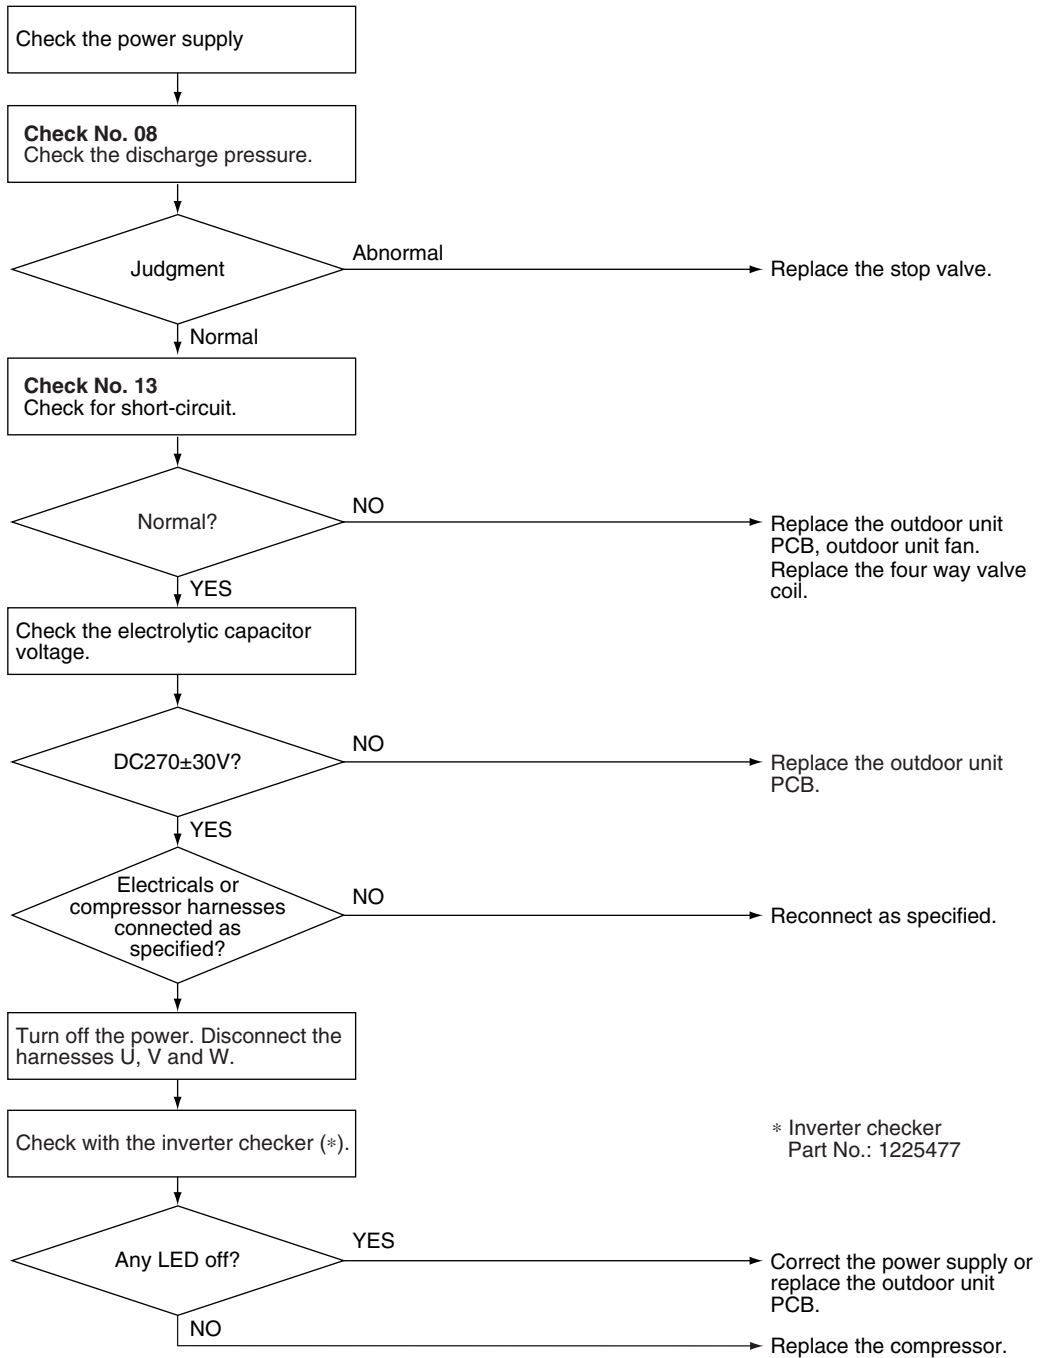 Check the power supply
Check No. 08
Check the discharge pressure.
Judgment
Abnormal
Replace the stop valve.
Normal
Check No. 13
Check for short-circuit.
Normal?
NO
Replace the outdoor unit
PCB, outdoor unit fan.
Replace the four way valve
coil.
YES
Check the electrolytic capacitor
voltage.
DC270±30V?
NO
Replace the outdoor unit
PCB.
YES
Electricals or
compressor harnesses
connected as
specified?
NO
Reconnect as specified.
Turn off the power. Disconnect the
harnesses U, V and W.
Check with the inverter checker (*).
* Inverter checker
Part No.: 1225477
Any LED off?
YES
Correct the power supply or
replace the outdoor unit
PCB.
NO
Replace the compressor.